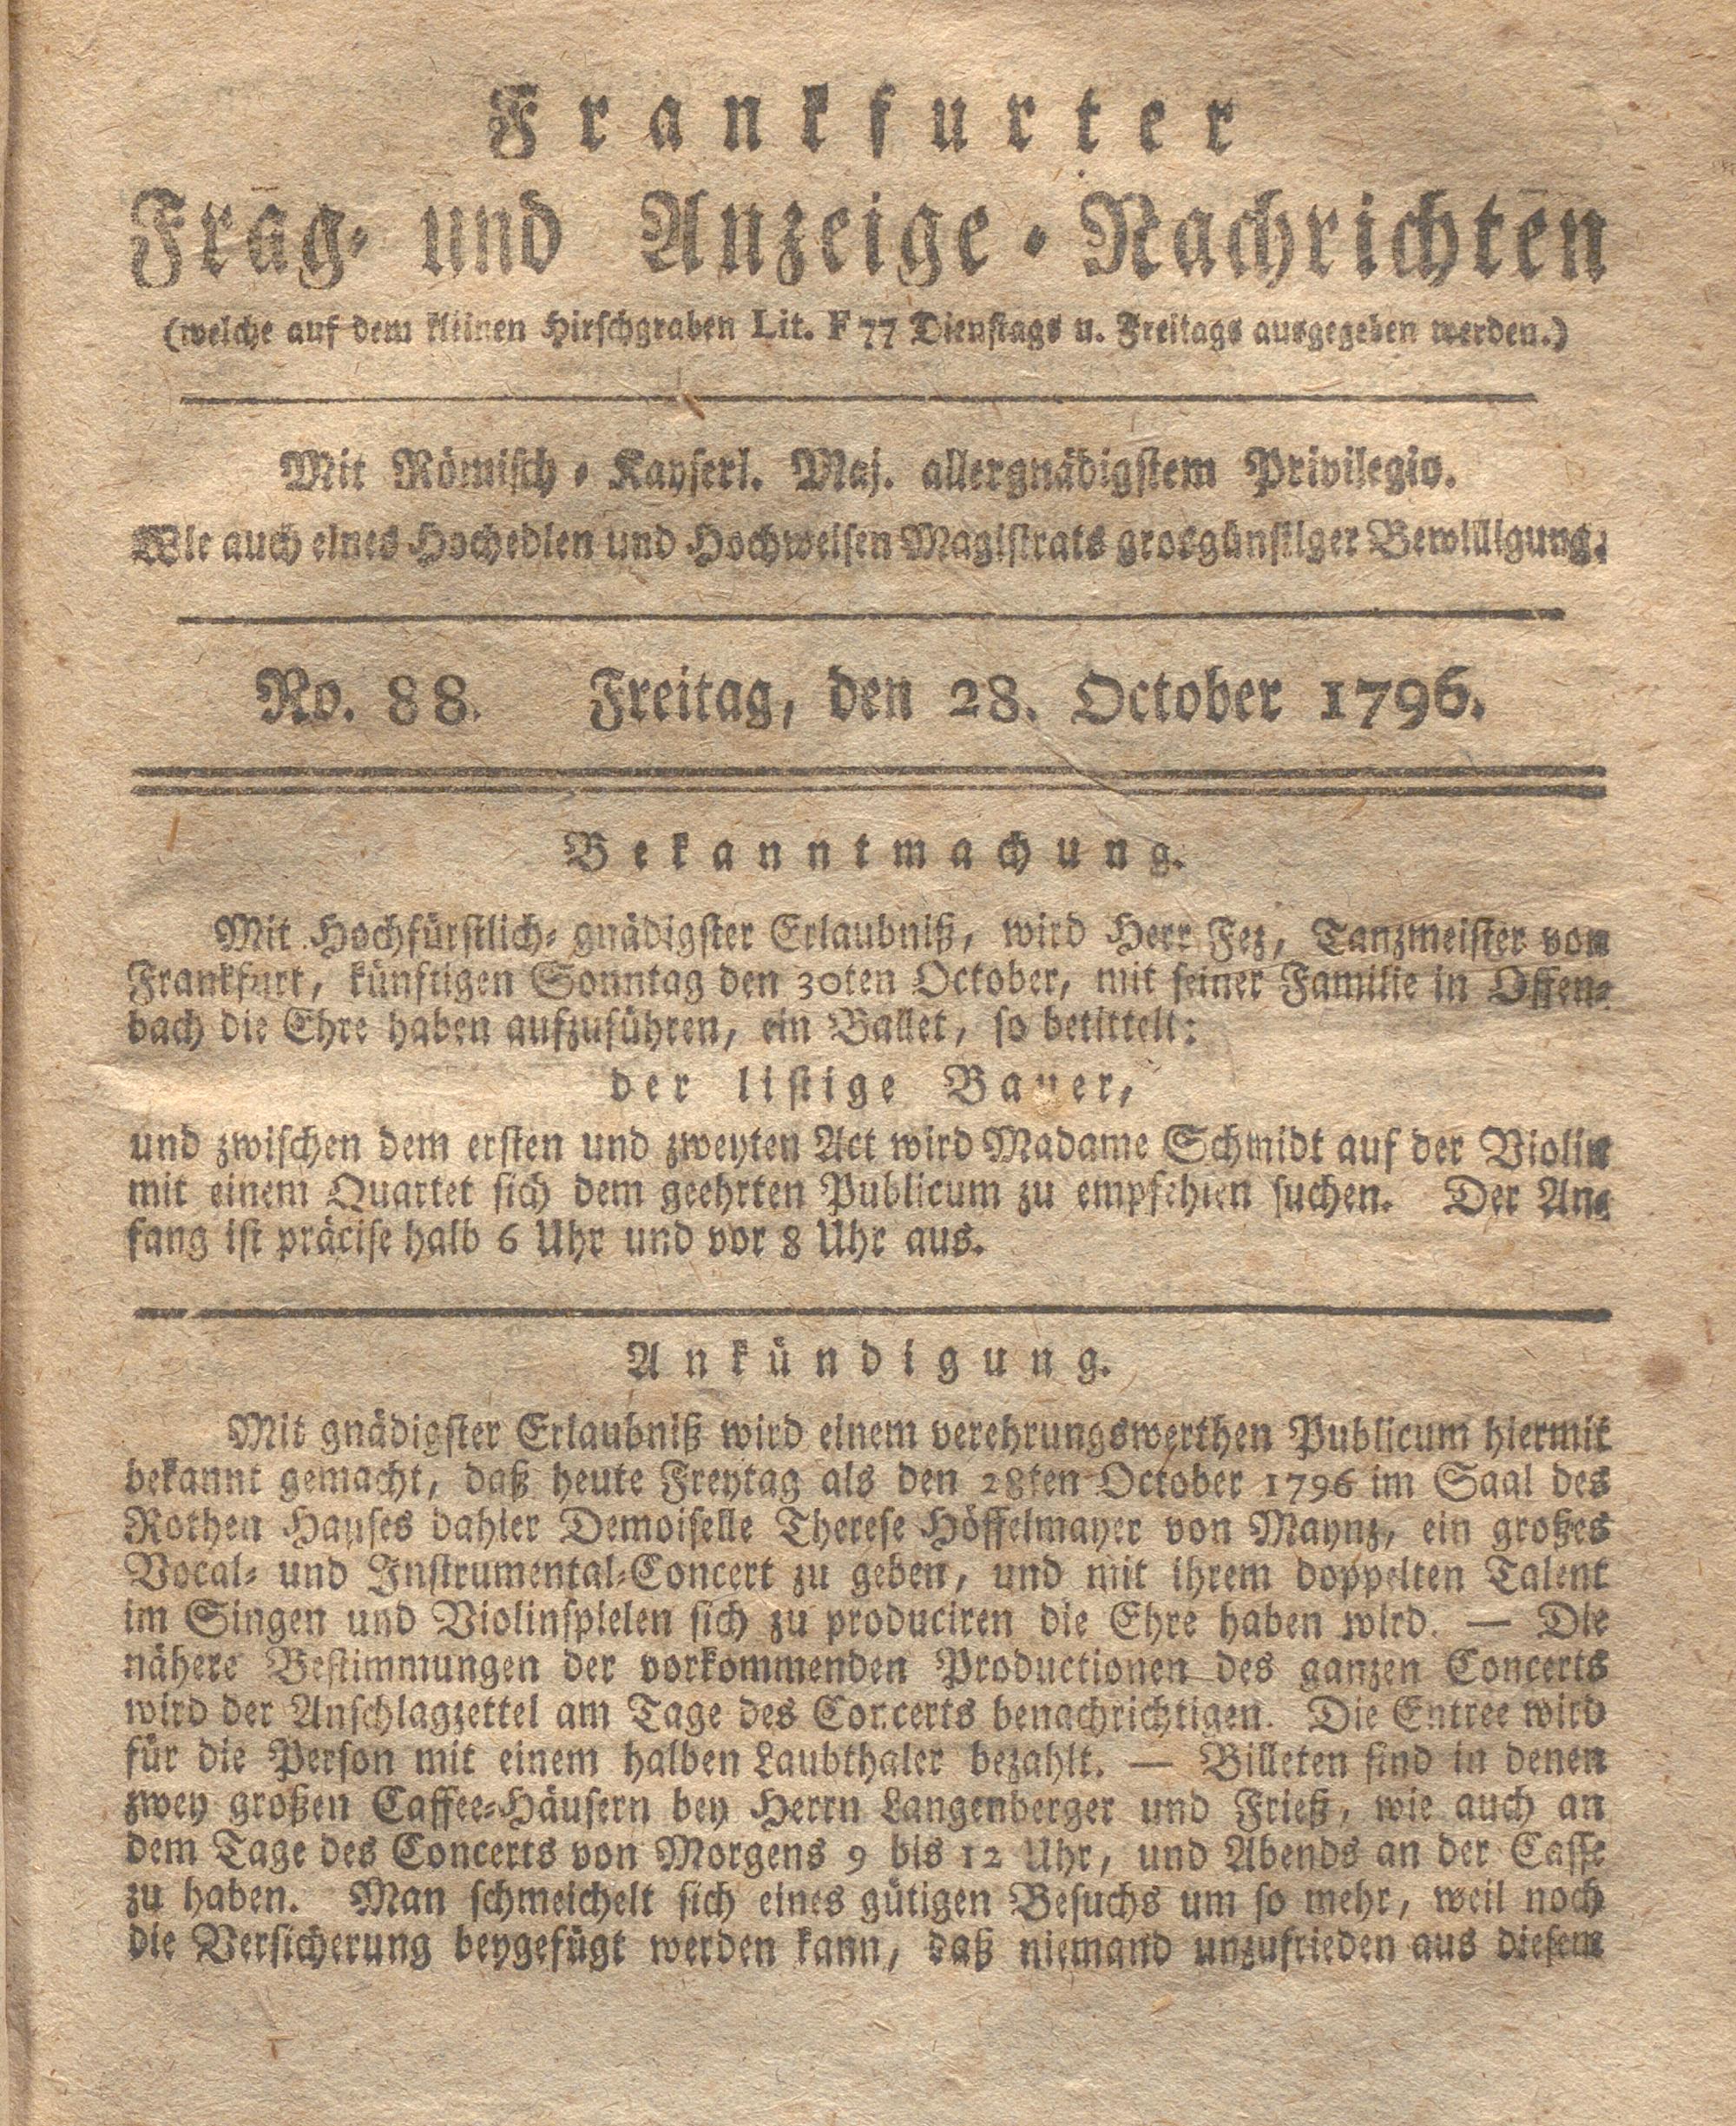 Frankfurter
Frag- und Anzeige-Nachrichten
(welche auf dem kleinen Hirschgraben Lit. F 77 Dienstags u. Freitags ausgegeben werden.)
Mit Römisch-Kayserl. Maj. allergnädigstem Privilegio.
Wie auch eines Hochedlen und Hochweisen Magistrats grosgünstiger Bewilligung.
No. 88. Freitag, den 28. October 1796.
Bekanntmachung.
Mit Hochfürstlich-gnädigster Erlaubniß, wird Herr Fez, Tanzmeister von
Frankfurt, künftigen Sonntag den 30ten October, mit seiner Familie in Offen-
bach die Ehre haben aufzuführen, ein Ballet, so betittelt:
der listige Bauer,
und zwischen dem ersten und zweyten Act wird Madame Schmidt auf der Violin
mit einem Quartet sich dem geehrten Publicum zu empfehlen suchen. Der An-
fang ist präcise halb 6 Uhr und vor 8 Uhr aus.
Ankündigung.
Mit gnädigster Erlaubniß wird einem verehrungswerthen Publicum hiermit
bekannt gemacht, daß heute Freytag als den 28ten October 1796 im Saal des
Rothen Hauses dahier Demoiselle Therese Höffelmayer von Maynz, ein großes
Vocal- und Instrumental-Concert zu geben, und mit ihrem doppelten Talent
im Singen und Violinspielen sich zu produciren die Ehre haben wird. — Die
nähere Bestimmungen der vorkommenden Productionen des ganzen Concerts
wird der Anschlagzettel am Tage des Concerts benachrichtigen. Die Entree wird
für die Person mit einem halben Laubthaler bezahlt. — Billeten sind in denen
zwey großen Caffee-Häusern bey Herrn Langenberger und Frieß, wie auch an
dem Tage des Concerts von Morgens 9 bis 12 Uhr, und Abends an der Casse
zu haben. Man schmeichelt sich eines gütigen Besuchs um so mehr, weil noch
die Versicherung beygefügt werden kann, daß niemand unzufrieden aus diesem